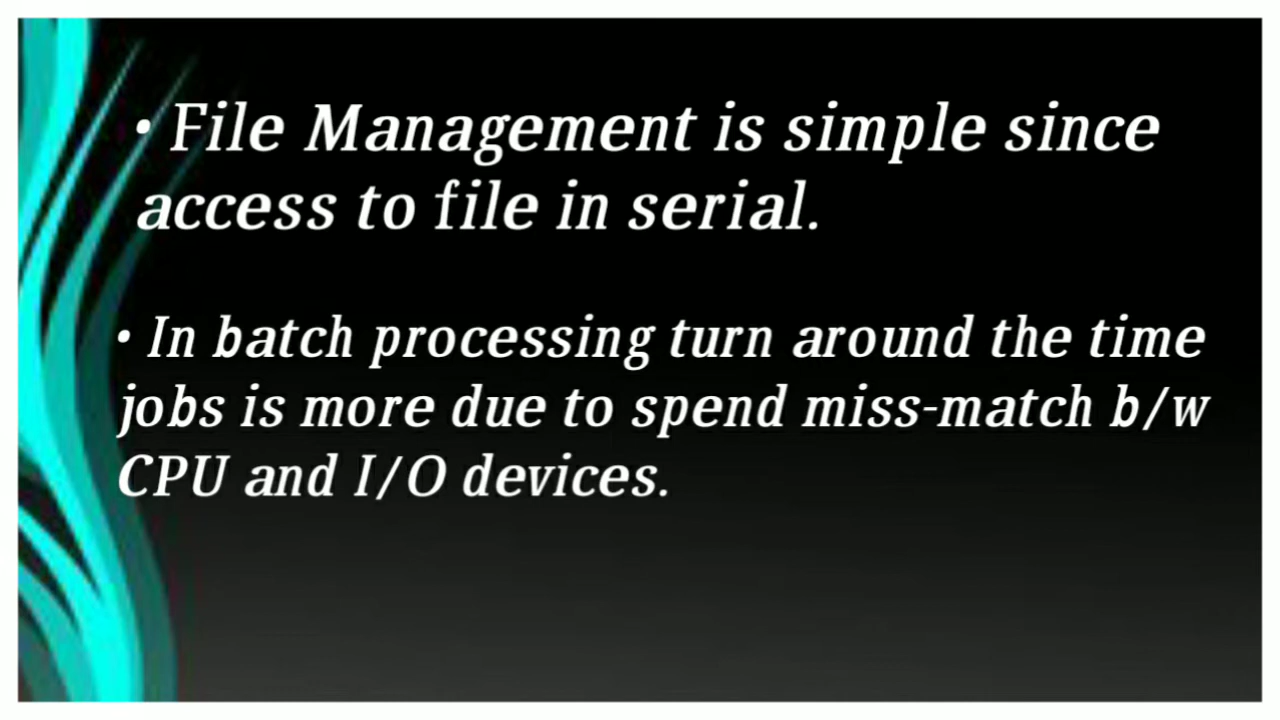 • File Management is simple since
access to file in serial.
• In batch processing turn around the time
jobs is more due to spend miss-match b/w
CPU and I/O devices.